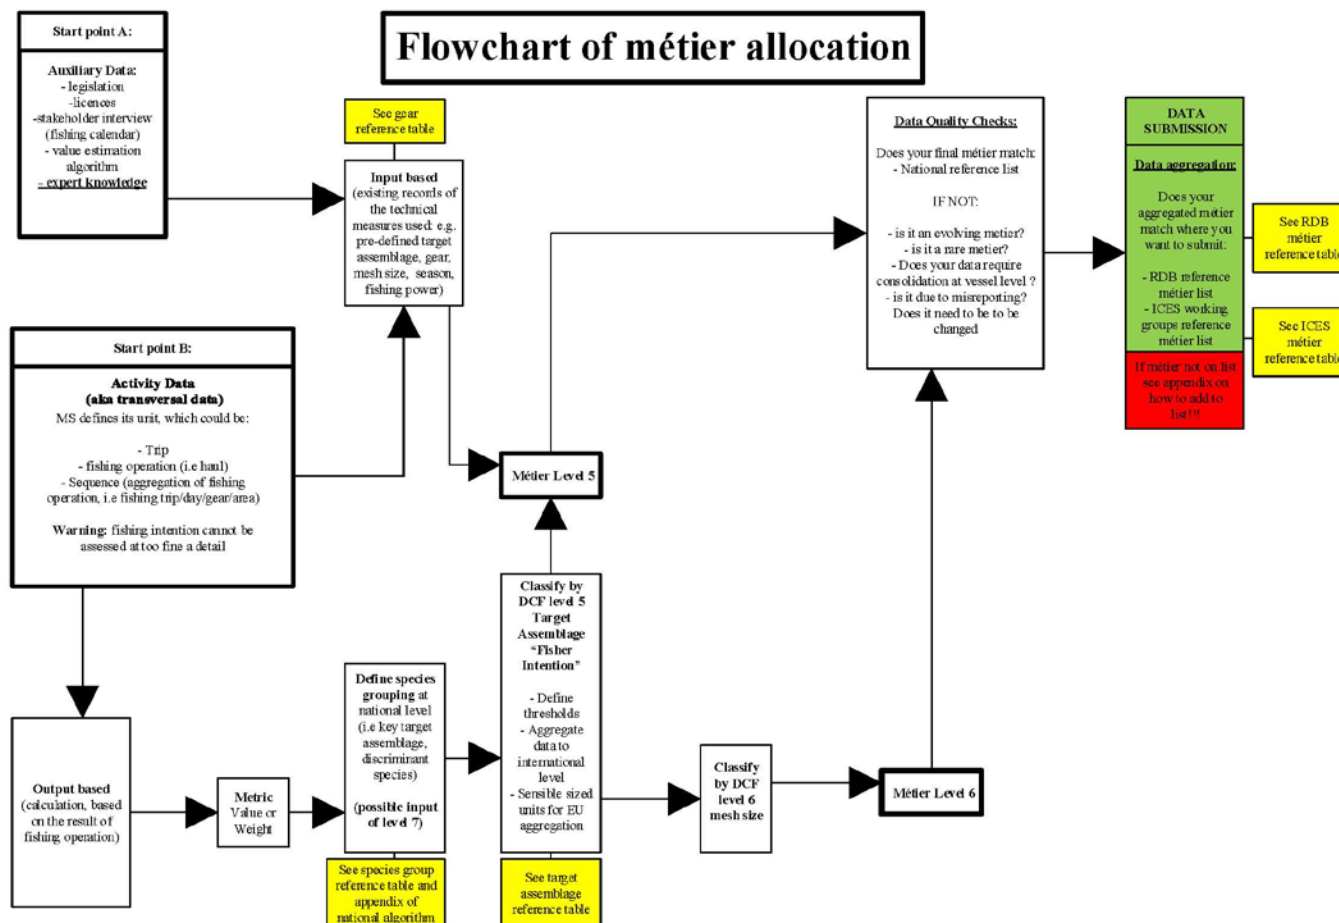 Flowchart of métier allocation
Start point A:
Auxiliary Data:
- legislation
-licences
-stakeholder interview
(fishing calendar)
- value estimation
algorithm
- expert knowledge
See gear
reference table
Input based
(existing records of
the technical
measures used: e.g.
pre-defined target
assemblage, gear,
mesh size, season,
fishing power)
Data Quality Checks:
Does your final métier match:
- National reference list
IF NOT:
- is it an evolving metier?
- is it a rare metier?
- Does your data require
consolidation at vessel level ?
- is it due to misreporting?
Does it need to be to be
changed
DATA
SUBMISSION
Data aggregation:
Does your
aggregated métier
match where you
want to submit:
- RDB reference
métier list
- ICES working
groups reference
métier list
If métier not on list
see appendix on
how to add to
list!!!
See RDB
métier
reference table
See ICES
métier
reference table
Start point B:
Activity Data
(aka transversal data)
MS defines its unit, which could be:
- Trip
- fishing operation (i.e haul)
- Sequence (aggregation of fishing
operation, i.e fishing trip/day/gear/area)
Warning: fishing intention cannot be
assessed at too fine a detail
Métier Level 5
Output based
(calculation, based
on the result of
fishing operation)
Metric
Value or
Weight
Define species
grouping at
national level
(i.e key target
assemblage,
discriminant
species)
(possible input
of level 7)
See species group
reference table and
appendix of
national algorithm
Classify by
DCF level 5
Target
Assemblage
“Fisher
Intention”
- Define
thresholds
- Aggregate
data to
international
level
- Sensible sized
units for EU
aggregation
See target
assemblage
reference table
Classify
by DCF
level 6
mesh size
Métier Level 6